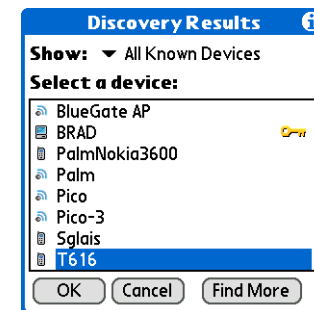 Discovery Results i
Show: All Known Devices
Select a device:
BlueGate AP
BRAD
PalmNokia3600
Palm
Pico
Pico-3
Sglais
T616
OK Cancel Find More